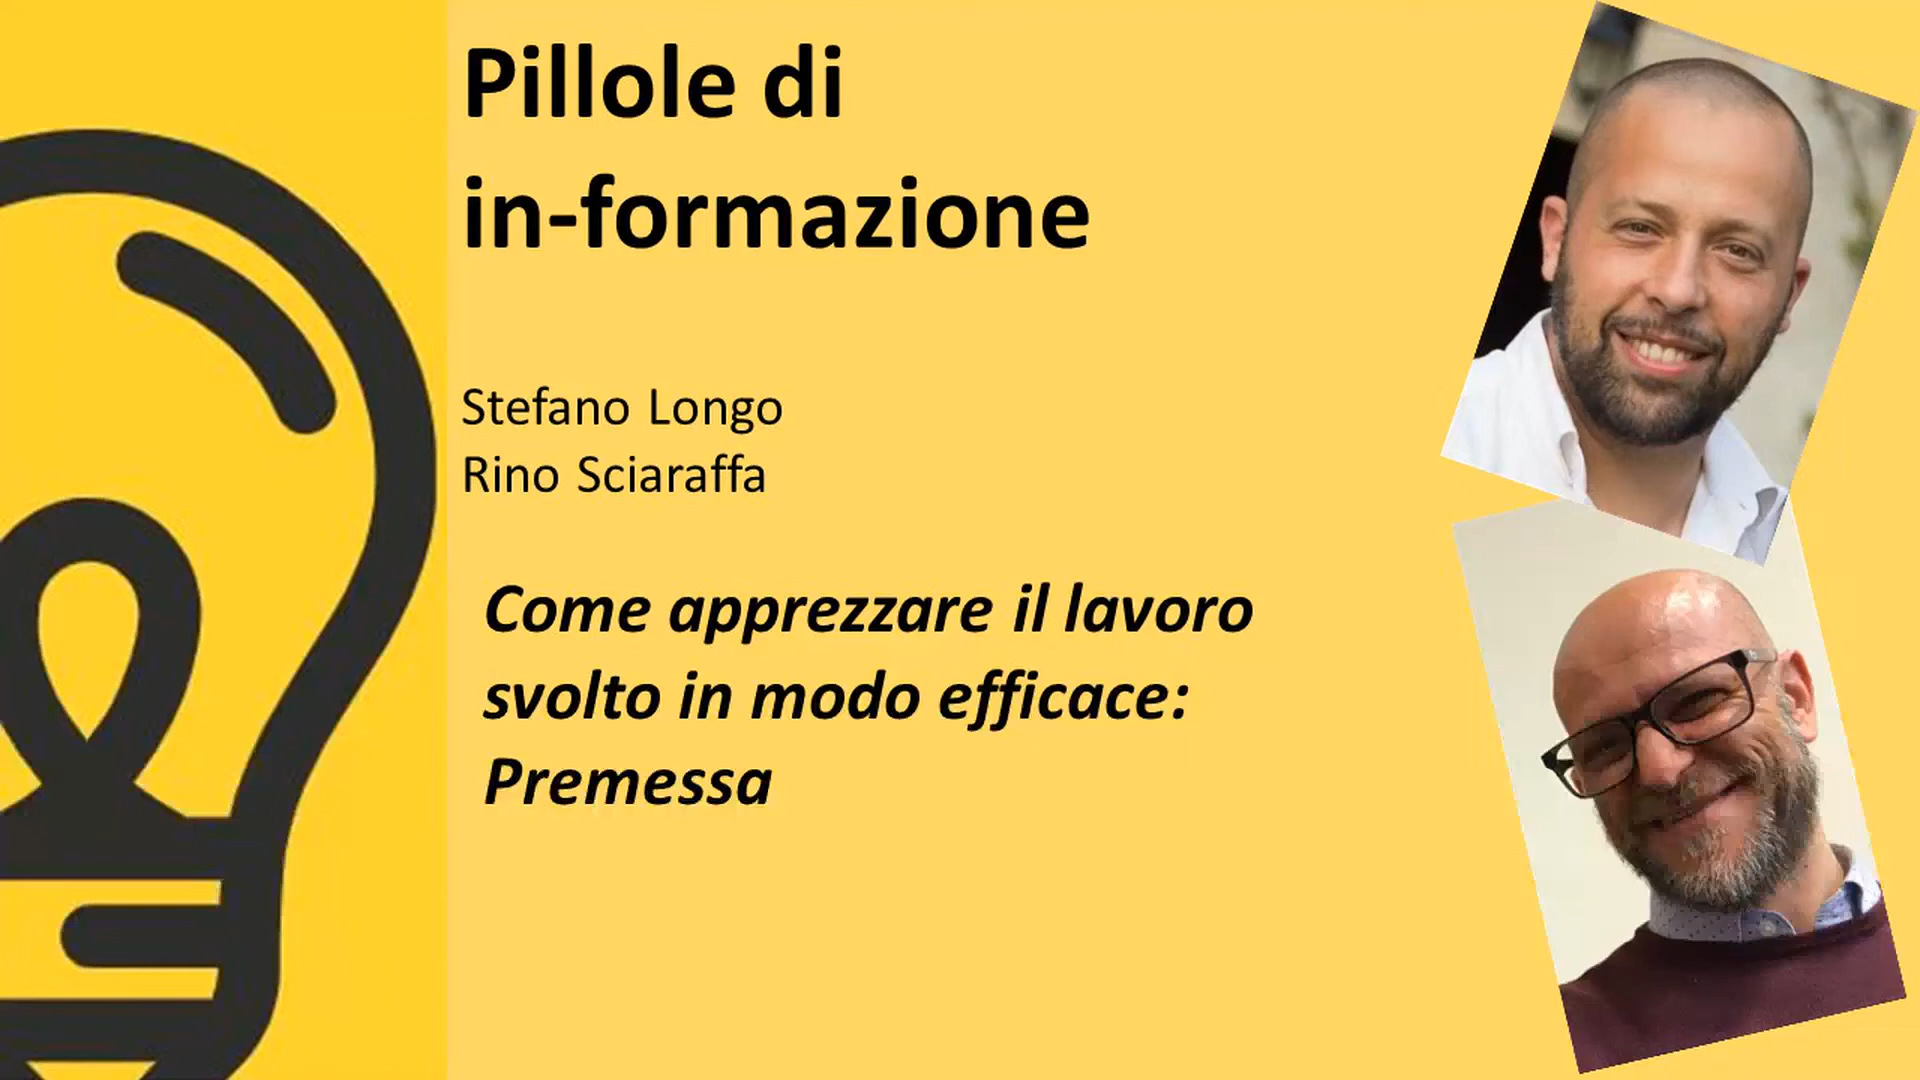 Pillole di
in-formazione
Stefano Longo
Rino Sciaraffa
Come apprezzare il lavoro
svolto in modo efficace:
Premessa